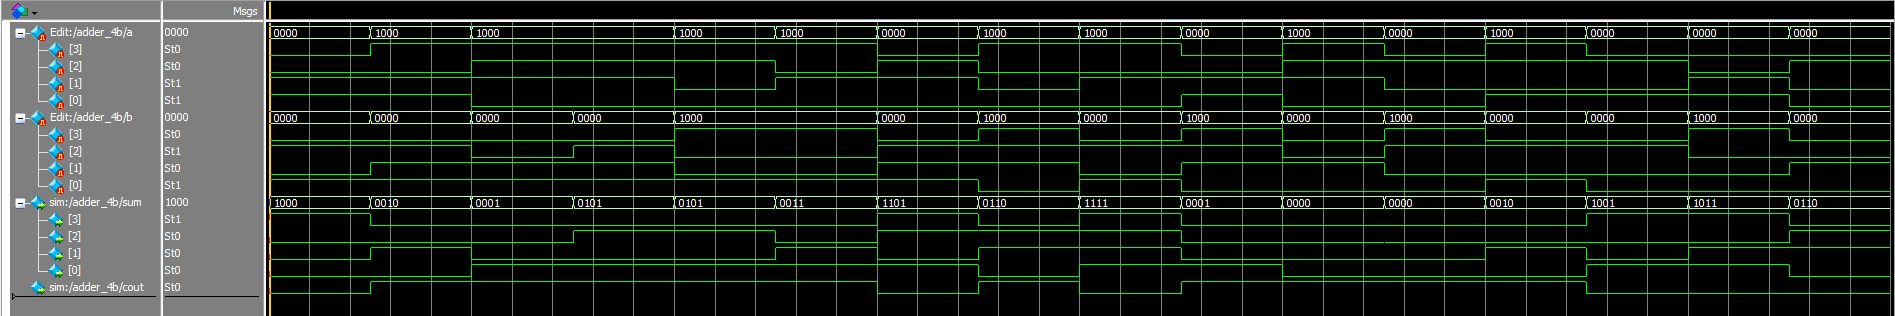 Msgs
Edit:/adder_4b/a 0000 0000 1000 1000 1000 1000 0000 1000 1000 0000 1000 0000 1000 0000 0000 0000
[3] St0
[2] St0
[1] St1
[0] St1
Edit:/adder_4b/b 0000 0000 0000 0000 0000 1000 0000 1000 0000 1000 0000 1000 0000 0000 1000 0000
[3] St0
[2] St1
[1] St0
[0] St1
sim:/adder_4b/sum 1000 1000 0010 0001 0101 0101 0011 1101 0110 1111 0001 0000 0000 0010 1001 1011 0110
[3] St1
[2] St0
[1] St0
[0] St0
sim:/adder_4b/cout St0